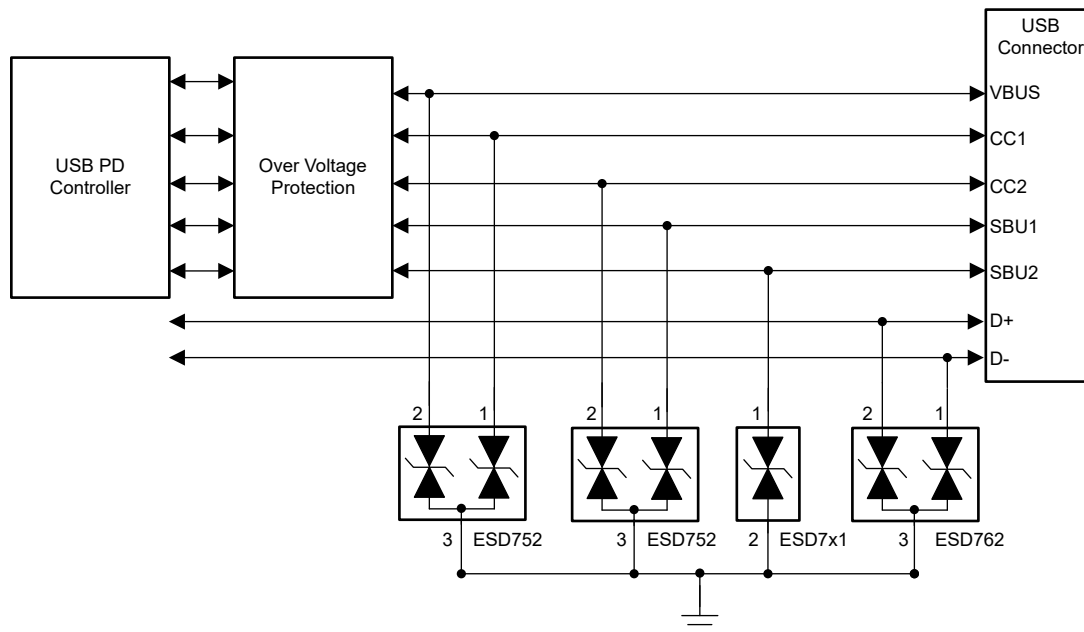 USB
Connector
USB PD
Controller
Over Voltage
Protection
VBUS
CC1
CC2
SBU1
SBU2
D+
D-
2 1 2 1 1 2 1
3 ESD752 3 ESD752 2 ESD7x1 3 ESD762